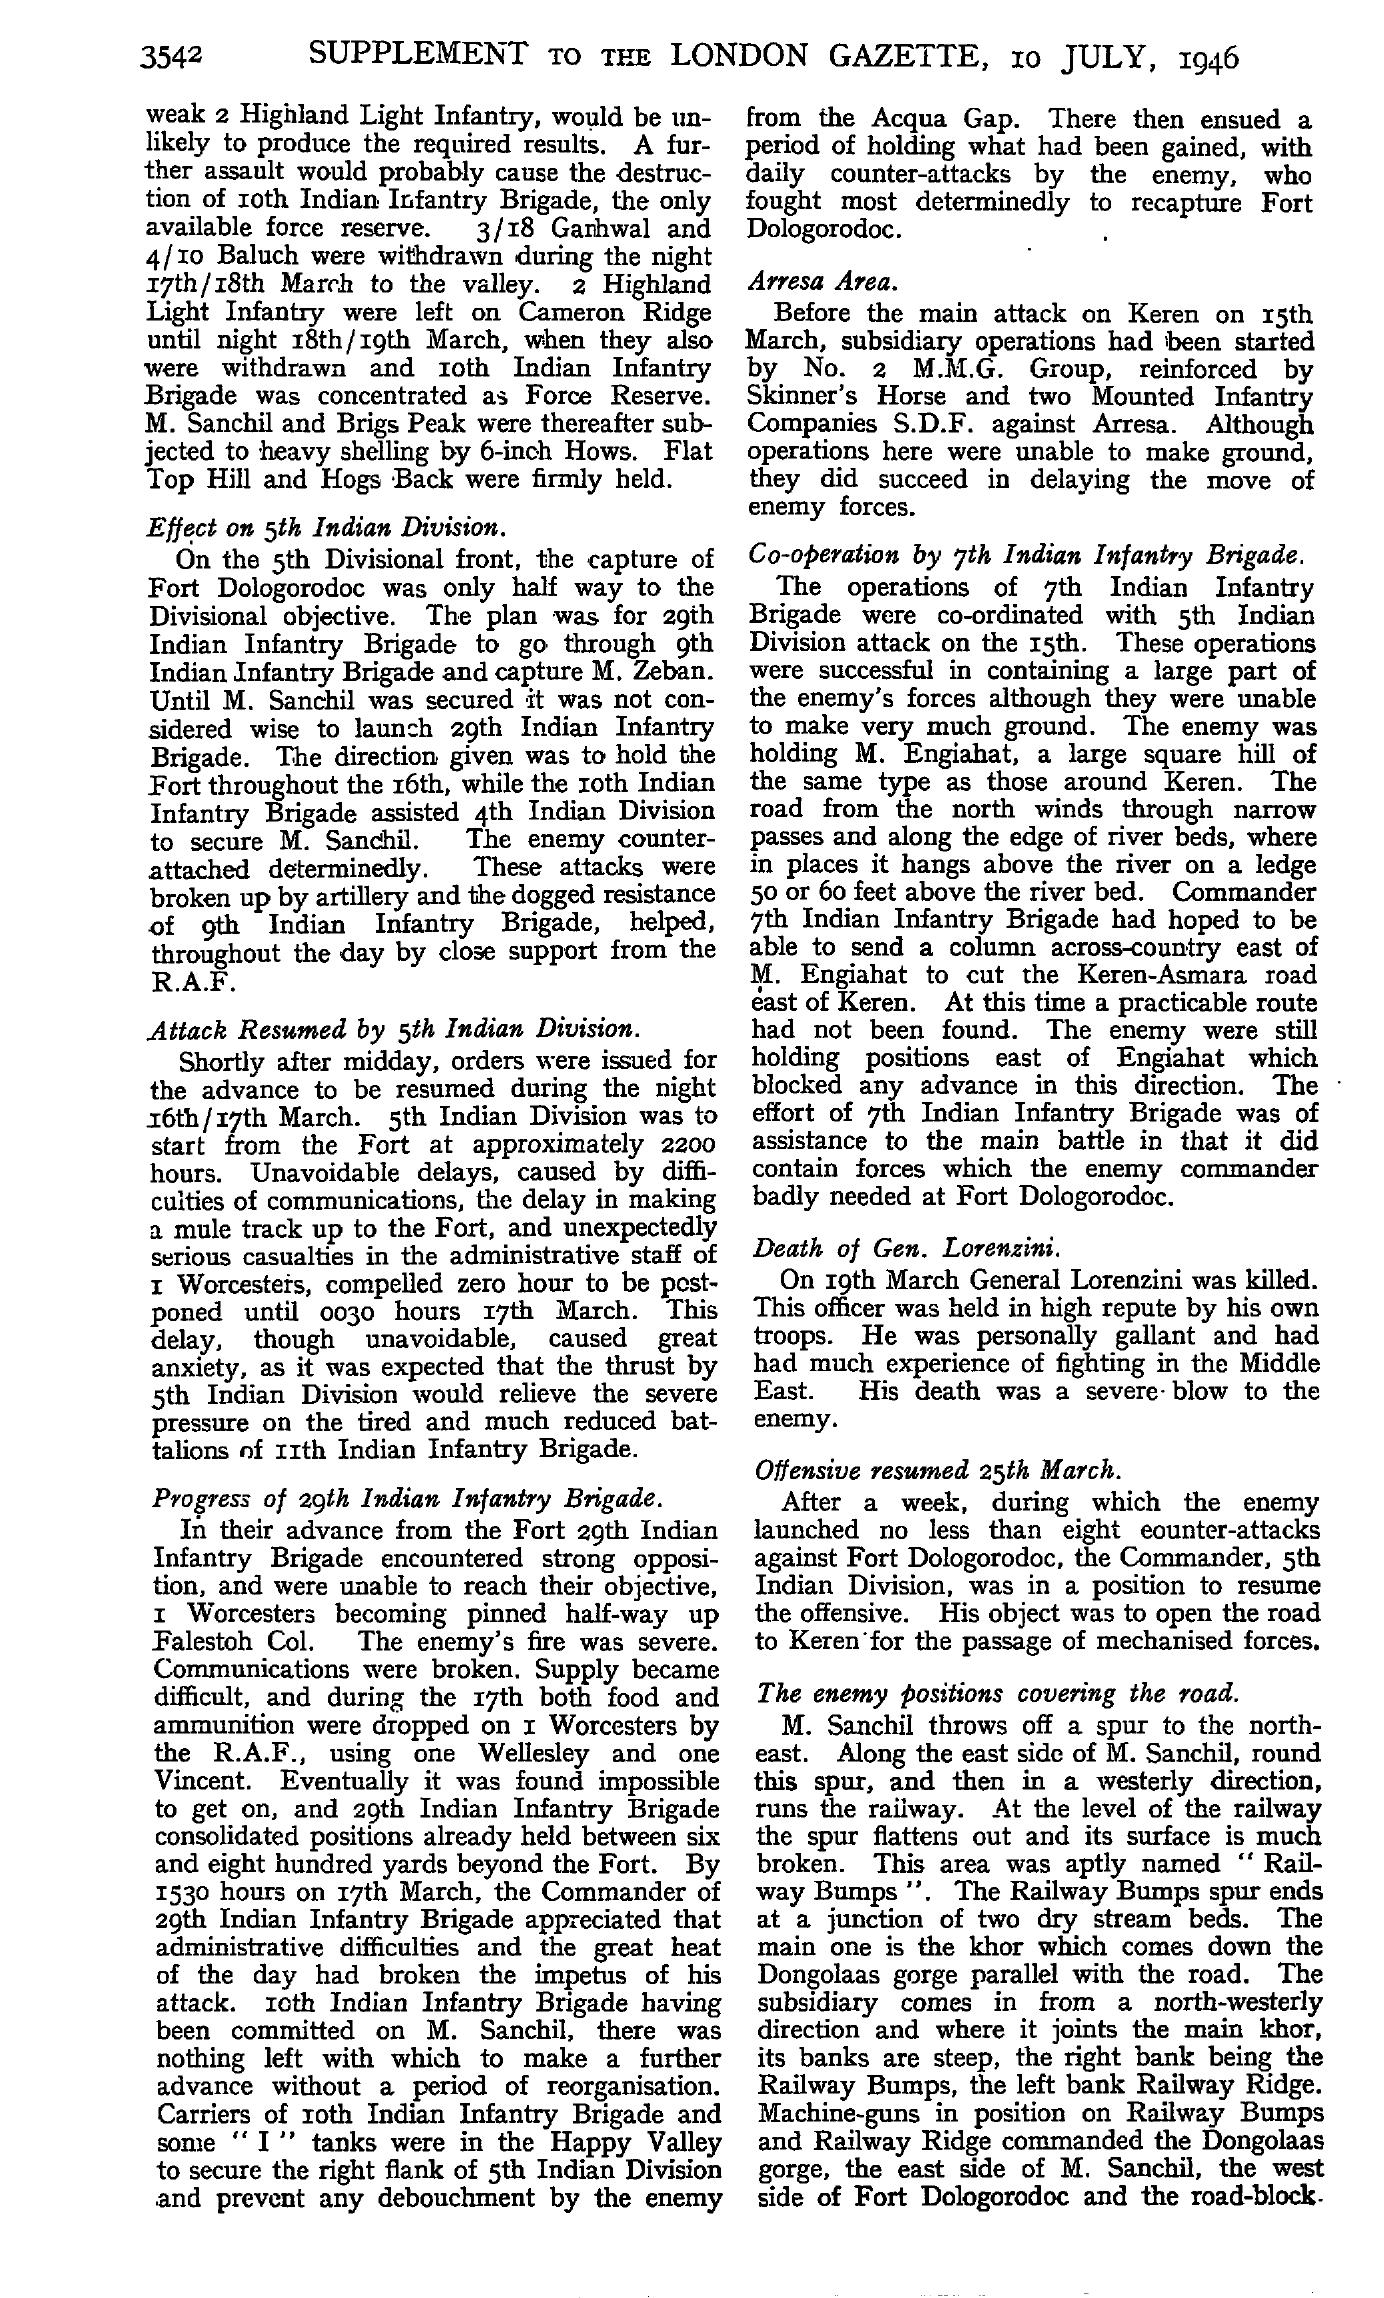 3542 SUPPLEMENT TO THE LONDON GAZETTE, 10 JULY, 1946
weak 2 Highland Light Infantry, would be un-
likely to produce the required results. A fur-
ther assault would probably cause the destruc-
tion of 10th Indian Infantry Brigade, the only
available force reserve. 3/18 Garhwal and
4/10 Baluch were withdrawn during the night
17th/18th March to the valley. 2 Highland
Light Infantry were left on Cameron Ridge
until night 18th/19th March, when they also
were withdrawn and 10th Indian Infantry
Brigade was concentrated as Force Reserve.
M. Sanchil and Brigs Peak were thereafter sub-
jected to heavy shelling by 6-inch Hows. Flat
Top Hill and Hogs Back were firmly held.
Effect on 5th Indian Division.
On the 5th Divisional front, the capture of
Fort Dologorodoc was only half way to the
Divisional objective. The plan was for 29th
Indian Infantry Brigade to go through 9th
Indian Infantry Brigade and capture M. Zeban.
Until M. Sanchil was secured it was not con-
sidered wise to launch 29th Indian Infantry
Brigade. The direction given was to hold the
Fort throughout the 16th, while the 10th Indian
Infantry Brigade assisted 4th Indian Division
to secure M. Sanchil. The enemy counter-
attached determinedly. These attacks were
broken up by artillery and the dogged resistance
of 9th Indian Infantry Brigade, helped,
throughout the day by close support from the
R.A.F.
Attack Resumed by 5th Indian Division.
Shortly after midday, orders were issued for
the advance to be resumed during the night
16th/17th March. 5th Indian Division was to
start from the Fort at approximately 2200
hours. Unavoidable delays, caused by diffi-
culties of communications, the delay in making
a mule track up to the Fort, and unexpectedly
serious casualties in the administrative staff of
1 Worcesters, compelled zero hour to be post-
poned until 0030 hours 17th March. This
delay, though unavoidable, caused great
anxiety, as it was expected that the thrust by
5th Indian Division would relieve the severe
pressure on the tired and much reduced bat-
talions of 11th Indian Infantry Brigade.
Progress of 29th Indian Infantry Brigade.
In their advance from the Fort 29th Indian
Infantry Brigade encountered strong opposi-
tion, and were unable to reach their objective,
1 Worcesters becoming pinned half-way up
Falestoh Col. The enemy's fire was severe.
Communications were broken. Supply became
difficult, and during the 17th both food and
ammunition were dropped on 1 Worcesters by
the R.A.F., using one Wellesley and one
Vincent. Eventually it was found impossible
to get on, and 29th Indian Infantry Brigade
consolidated positions already held between six
and eight hundred yards beyond the Fort. By
1530 hours on 17th March, the Commander of
29th Indian Infantry Brigade appreciated that
administrative difficulties and the great heat
of the day had broken the impetus of his
attack. 10th Indian Infantry Brigade having
been committed on M. Sanchil, there was
nothing left with which to make a further
advance without a period of reorganisation.
Carriers of 10th Indian Infantry Brigade and
some " I " tanks were in the Happy Valley
to secure the right flank of 5th Indian Division
and prevent any debouchment by the enemy
from the Acqua Gap. There then ensued a
period of holding what had been gained, with
daily counter-attacks by the enemy, who
fought most determinedly to recapture Fort
Dologorodoc.
Arresa Area.
Before the main attack on Keren on 15th
March, subsidiary operations had been started
by No. 2 M.M.G. Group, reinforced by
Skinner's Horse and two Mounted Infantry
Companies S.D.F. against Arresa. Although
operations here were unable to make ground,
they did succeed in delaying the move of
enemy forces.
Co-operation by 7th Indian Infantry Brigade.
The operations of 7th Indian Infantry
Brigade were co-ordinated with 5th Indian
Division attack on the 15th. These operations
were successful in containing a large part of
the enemy's forces although they were unable
to make very much ground. The enemy was
holding M. Engiahat, a large square hill of
the same type as those around Keren. The
road from the north winds through narrow
passes and along the edge of river beds, where
in places it hangs above the river on a ledge
50 or 60 feet above the river bed. Commander
7th Indian Infantry Brigade had hoped to be
able to send a column across-country east of
M. Engiahat to cut the Keren-Asmara road
east of Keren. At this time a practicable route
had not been found. The enemy were still
holding positions east of Engiahat which
blocked any advance in this direction. The
effort of 7th Indian Infantry Brigade was of
assistance to the main battle in that it did
contain forces which the enemy commander
badly needed at Fort Dologorodoc.
Death of Gen. Lorenzini.
On 19th March General Lorenzini was killed.
This officer was held in high repute by his own
troops. He was personally gallant and had
had much experience of fighting in the Middle
East. His death was a severe blow to the
enemy.
Offensive resumed 25th March.
After a week, during which the enemy
launched no less than eight eounter-attacks
against Fort Dologorodoc, the Commander, 5th
Indian Division, was in a position to resume
the offensive. His object was to open the road
to Keren for the passage of mechanised forces.
The enemy positions covering the road.
M. Sanchil throws off a spur to the north-
east. Along the east side of M. Sanchil, round
this spur, and then in a westerly direction,
runs the railway. At the level of the railway
the spur flattens out and its surface is much
broken. This area was aptly named " Rail-
way Bumps ". The Railway Bumps spur ends
at a junction of two dry stream beds. The
main one is the khor which comes down the
Dongolaas gorge parallel with the road. The
subsidiary comes in from a north-westerly
direction and where it joints the main khor,
its banks are steep, the right bank being the
Railway Bumps, the left bank Railway Ridge.
Machine-guns in position on Railway Bumps
and Railway Ridge commanded the Dongolaas
gorge, the east side of M. Sanchil, the west
side of Fort Dologorodoc and the road-block.